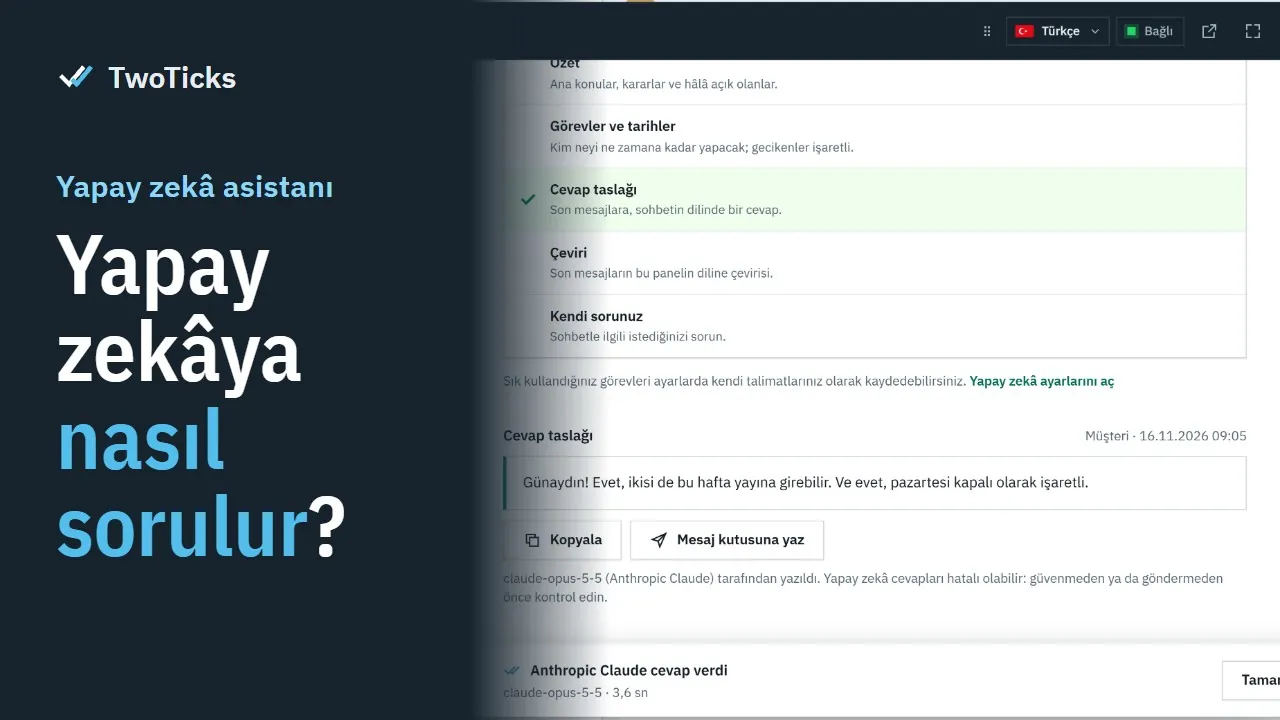 TwoTicks
Yapay zekâ asistanı
Yapay
zekâya
nasıl
sorulur?
Türkçe
Bağlı
Özet
Ana konular, kararlar ve hâlâ açık olanlar.
Görevler ve tarihler
Kim neyi ne zamana kadar yapacak; gecikenler işaretli.
Cevap taslağı
Son mesajlara, sohbetin dilinde bir cevap.
Çeviri
Son mesajların bu panelin diline çevirisi.
Kendi sorunuz
Sohbetle ilgili istediğinizi sorun.
Sık kullandığınız görevleri ayarlarda kendi talimatlarınız olarak kaydedebilirsiniz. Yapay zekâ ayarlarını aç
Cevap taslağı
Müşteri · 16.11.2026 09:05
Günaydın! Evet, ikisi de bu hafta yayına girebilir. Ve evet, pazartesi kapalı olarak işaretli.
Kopyala
Mesaj kutusuna yaz
claude-opus-5-5 (Anthropic Claude) tarafından yazıldı. Yapay zekâ cevapları hatalı olabilir: güvenmeden ya da göndermeden
önce kontrol edin.
Anthropic Claude cevap verdi
claude-opus-5-5 · 3,6 sn